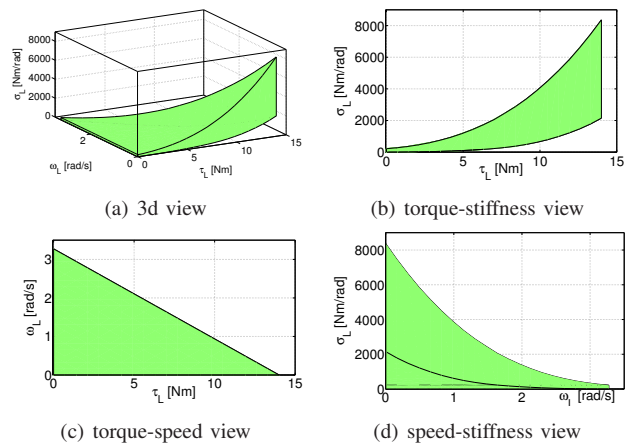 8000
6000
4000
2000
0
σL [Nm/rad]
2
0
ωL [rad/s]
0
5
10
15
τL [Nm]
(a) 3d view
8000
6000
4000
2000
0
σL [Nm/rad]
0
5
10
15
τL [Nm]
(b) torque-stiffness view
3
2
1
0
ωL [rad/s]
0
5
10
15
τL [Nm]
(c) torque-speed view
8000
6000
4000
2000
0
σL [Nm/rad]
0
1
2
ωl [rad/s]
(d) speed-stiffness view